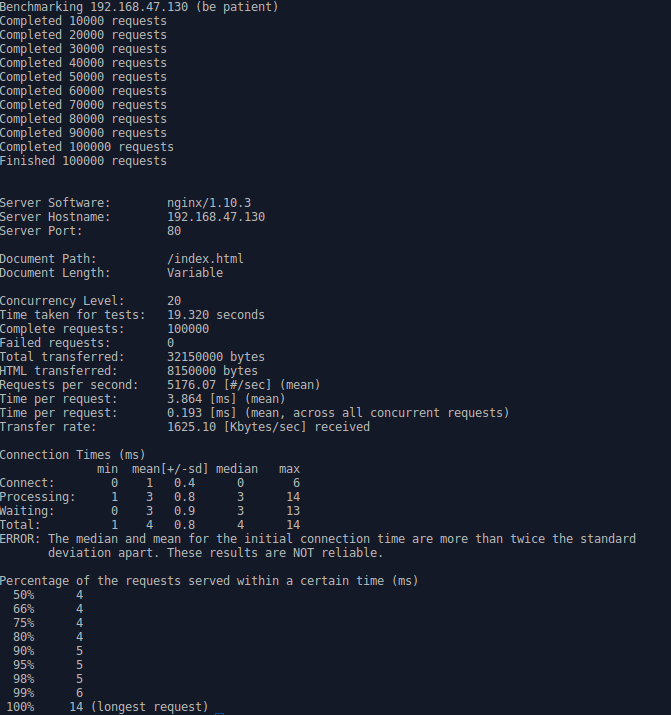 Benchmarking 192.168.47.130 (be patient)
Completed 10000 requests
Completed 20000 requests
Completed 30000 requests
Completed 40000 requests
Completed 50000 requests
Completed 60000 requests
Completed 70000 requests
Completed 80000 requests
Completed 90000 requests
Completed 100000 requests
Finished 100000 requests
Server Software:        nginx/1.10.3
Server Hostname:        192.168.47.130
Server Port:            80
Document Path:          /index.html
Document Length:        Variable
Concurrency Level:      20
Time taken for tests:   19.320 seconds
Complete requests:      100000
Failed requests:        0
Total transferred:      32150000 bytes
HTML transferred:       8150000 bytes
Requests per second:    5176.07 [#/sec] (mean)
Time per request:       3.864 [ms] (mean)
Time per request:       0.193 [ms] (mean, across all concurrent requests)
Transfer rate:          1625.10 [Kbytes/sec] received
Connection Times (ms)
              min  mean[+/-sd] median   max
Connect:        0    1   0.4      0       6
Processing:     1    3   0.8      3      14
Waiting:        0    3   0.9      3      13
Total:          1    4   0.8      4      14
ERROR: The median and mean for the initial connection time are more than twice the standard
       deviation apart. These results are NOT reliable.
Percentage of the requests served within a certain time (ms)
  50%      4
  66%      4
  75%      4
  80%      4
  90%      5
  95%      5
  98%      5
  99%      6
 100%     14 (longest request)